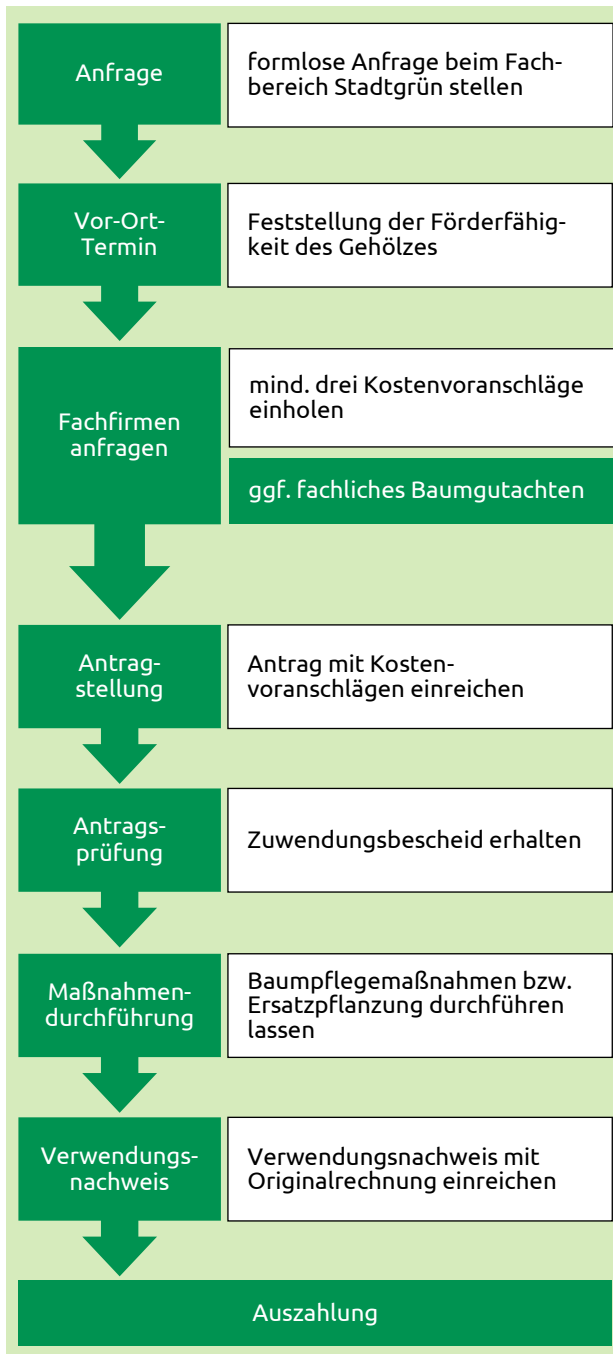 Anfrage
formlose Anfrage beim Fach-
bereich Stadtgrün stellen
Vor-Ort-
Termin
Feststellung der Förderfähig-
keit des Gehölzes
Fachfirmen
anfragen
mind. drei Kostenvoranschläge
einholen
ggf. fachliches Baumgutachten
Antrag-
stellung
Antrag mit Kosten-
voranschlägen einreichen
Antrags-
prüfung
Zuwendungsbescheid erhalten
Maßnahmen-
durchführung
Baumpflegemaßnahmen bzw.
Ersatzpflanzung durchführen
lassen
Verwendungs-
nachweis
Verwendungsnachweis mit
Originalrechnung einreichen
Auszahlung